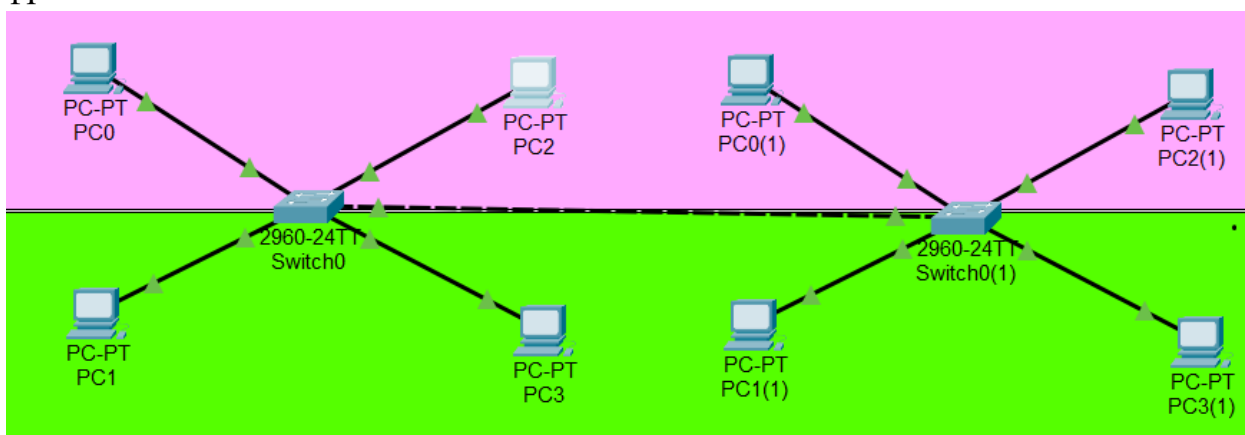 PC-PT
PC0
PC-PT
PC2
PC-PT
PC0(1)
PC-PT
PC2(1)
2960-24TT
Switch0
2960-24TT
Switch0(1)
PC-PT
PC1
PC-PT
PC3
PC-PT
PC1(1)
PC-PT
PC3(1)